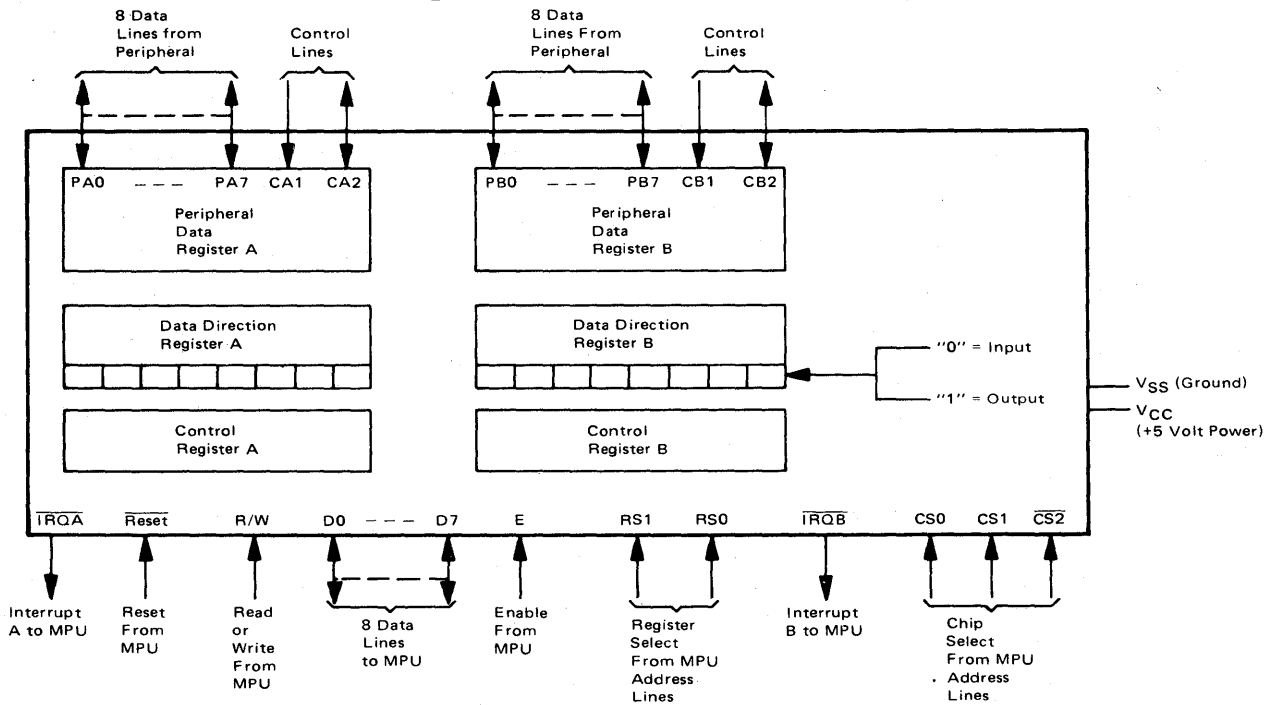 8 Data
Lines from
Peripheral
Control
Lines
8 Data
Lines From
Peripheral
Control
Lines
PA0 - - - PA7 CA1 CA2
Peripheral
Data
Register A
PB0 - - - PB7 CB1 CB2
Peripheral
Data
Register B
Data Direction
Register A
Data Direction
Register B
"0" = Input
"1" = Output
VSS (Ground)
VCC
(+5 Volt Power)
Control
Register A
Control
Register B
IRQA Reset R/W D0 - - - D7 E RS1 RS0 IRQB CS0 CS1 CS2
Interrupt
A to MPU
Reset
From
MPU
Read
or
Write
From
MPU
8 Data
Lines
to MPU
Enable
From
MPU
Register
Select
From MPU
Address
Lines
Interrupt
B to MPU
Chip
Select
From MPU
Address
Lines